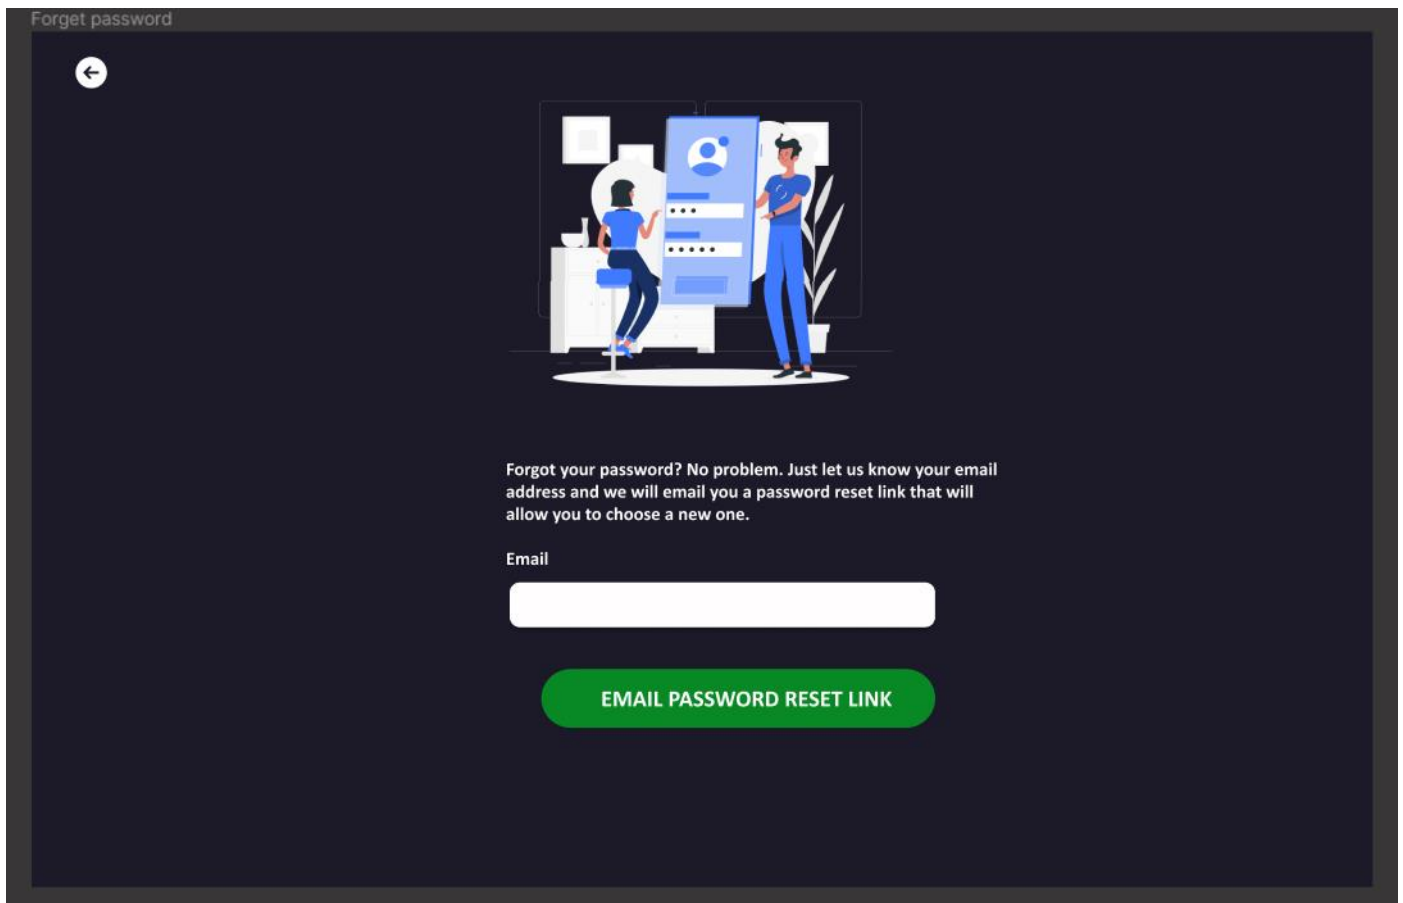 Forget password
Forgot your password? No problem. Just let us know your email
address and we will email you a password reset link that will
allow you to choose a new one.
Email
EMAIL PASSWORD RESET LINK